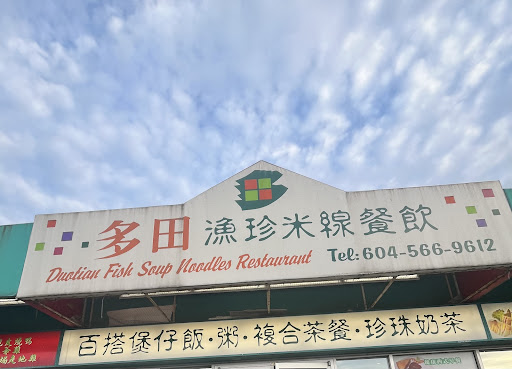 多田 漁珍米線餐飲
Duotian Fish Soup Noodles Restaurant Tel: 604-566-9612
百搭煲仔飯·粥·複合茶餐·珍珠奶茶